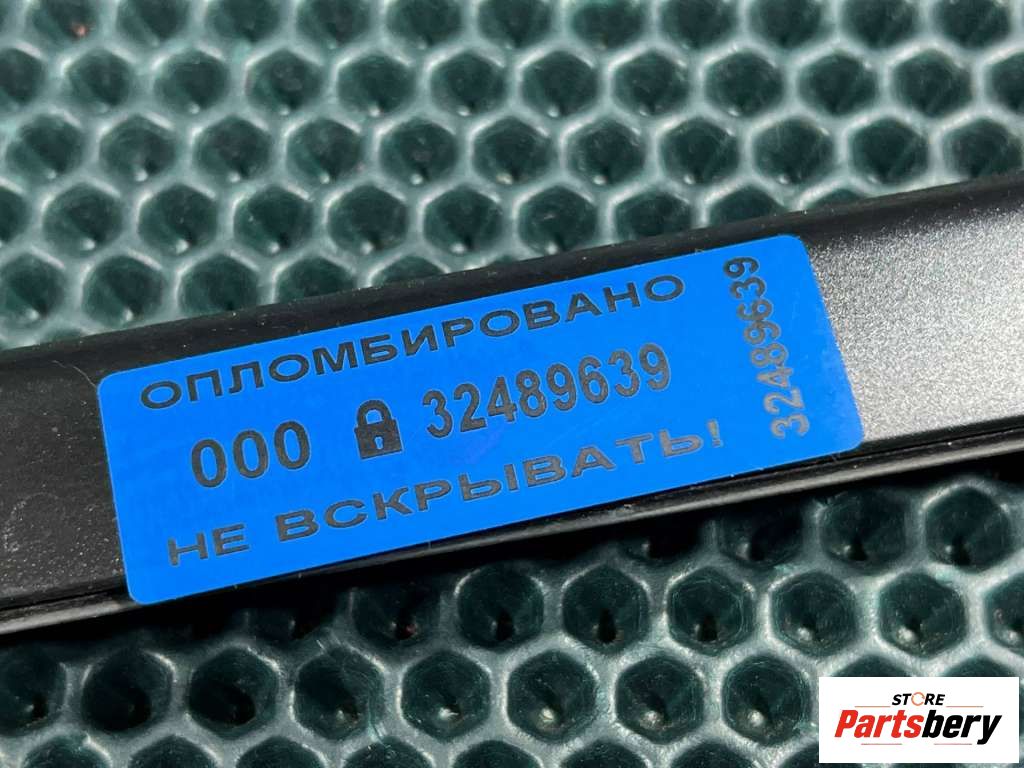 ОПЛОМБИРОВАНО
000 32489639
НЕ ВСКРЫВАТЬ!
32489639
STORE
Partsbery